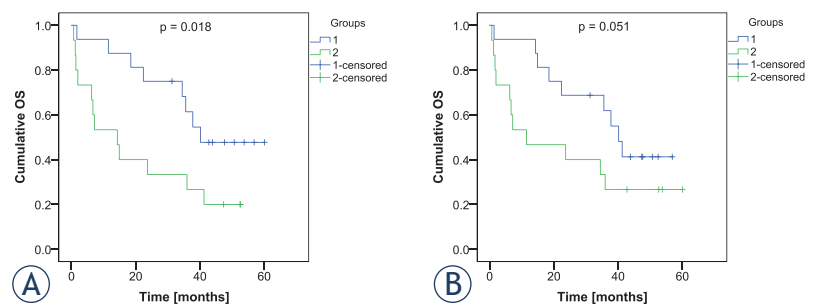 p = 0.018
Groups
1
2
1-censored
2-censored
Cumulative OS
1.0
0.8
0.6
0.4
0.2
0.0
0 20 40 60
Time [months]
A
p = 0.051
Groups
1
2
1-censored
2-censored
Cumulative OS
1.0
0.8
0.6
0.4
0.2
0.0
0 20 40 60
Time [months]
B